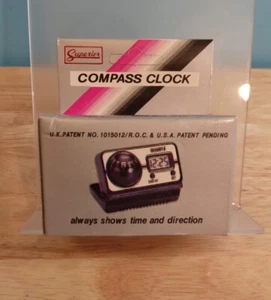 Superior
COMPASS CLOCK
U.K. PATENT NO. 1015012/R.O.C. & U.S.A. PATENT PENDING
12:25
always shows time and direction